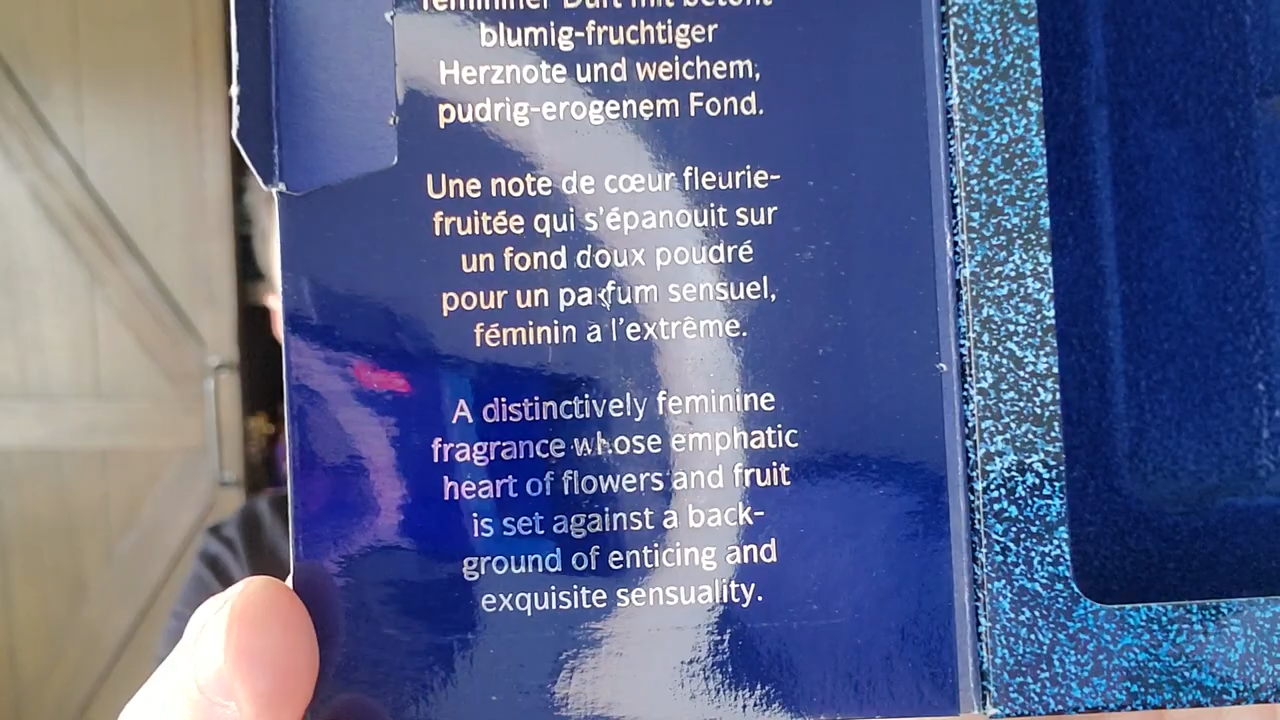 femininer Duft mit betont
blumig-fruchtiger
Herznote und weichem,
pudrig-erogenem Fond.
Une note de cœur fleurie-
fruitée qui s'épanouit sur
un fond doux poudré
pour un parfum sensuel,
féminin a l'extrême.
A distinctively feminine
fragrance whose emphatic
heart of flowers and fruit
is set against a back-
ground of enticing and
exquisite sensuality.